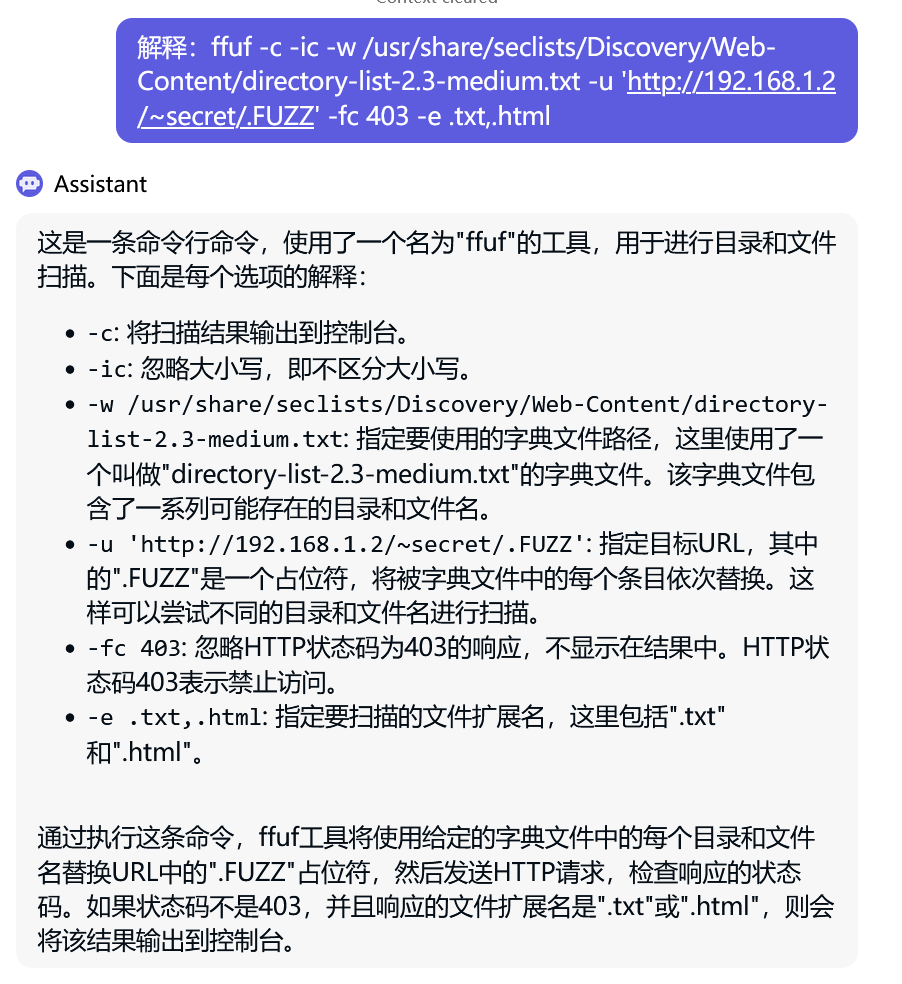 Context cleared
解释：ffuf -c -ic -w /usr/share/seclists/Discovery/Web-
Content/directory-list-2.3-medium.txt -u 'http://192.168.1.2
/~secret/.FUZZ' -fc 403 -e .txt,.html
Assistant
这是一条命令行命令，使用了一个名为"ffuf"的工具，用于进行目录和文件
扫描。下面是每个选项的解释：
• -c: 将扫描结果输出到控制台。
• -ic: 忽略大小写，即不区分大小写。
• -w /usr/share/seclists/Discovery/Web-Content/directory-
list-2.3-medium.txt: 指定要使用的字典文件路径，这里使用了一
个叫做"directory-list-2.3-medium.txt"的字典文件。该字典文件包
含了一系列可能存在的目录和文件名。
• -u 'http://192.168.1.2/~secret/.FUZZ': 指定目标URL，其中
的".FUZZ"是一个占位符，将被字典文件中的每个条目依次替换。这
样可以尝试不同的目录和文件名进行扫描。
• -fc 403: 忽略HTTP状态码为403的响应，不显示在结果中。HTTP状
态码403表示禁止访问。
• -e .txt,.html: 指定要扫描的文件扩展名，这里包括".txt"
和".html"。
通过执行这条命令，ffuf工具将使用给定的字典文件中的每个目录和文件
名替换URL中的".FUZZ"占位符，然后发送HTTP请求，检查响应的状态
码。如果状态码不是403，并且响应的文件扩展名是".txt"或".html"，则会
将该结果输出到控制台。